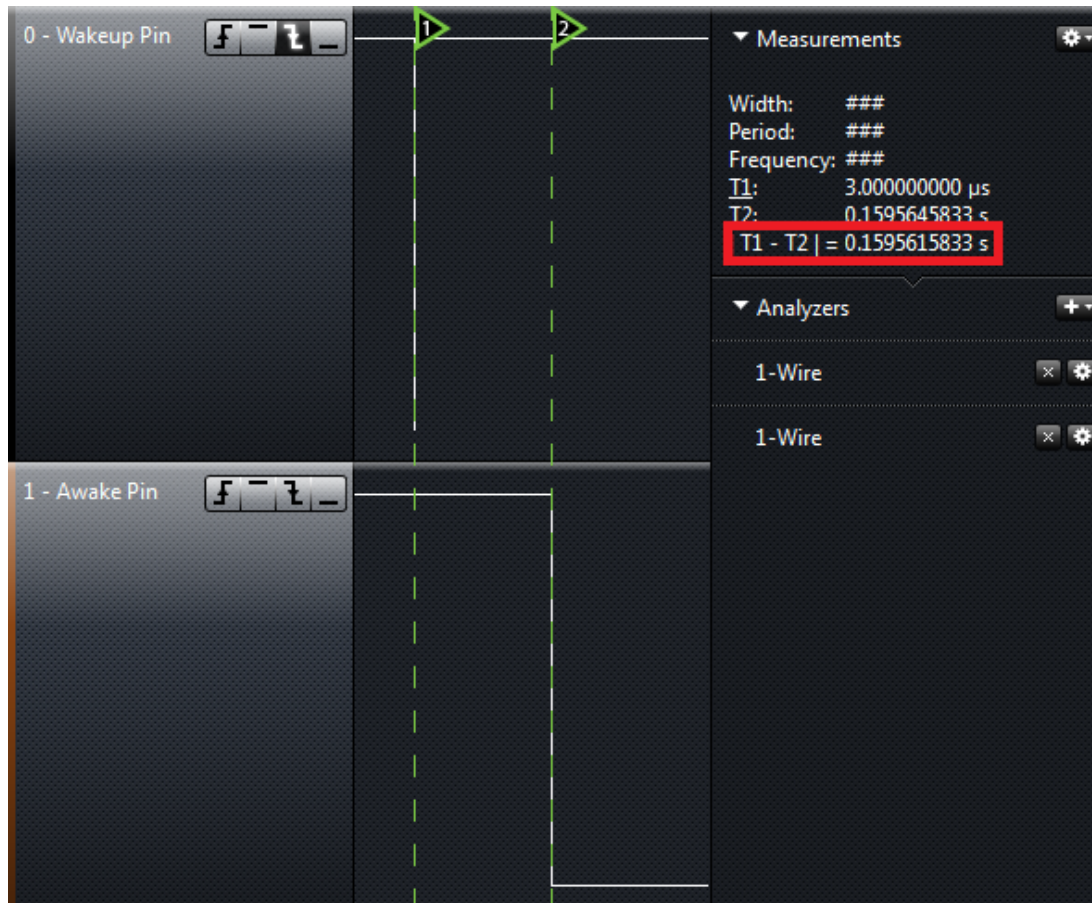 0 - Wakeup Pin
1
2
Measurements
Width: ###
Period: ###
Frequency: ###
T1: 3.000000000 µs
T2: 0.1595645833 s
T1 - T2 | = 0.1595615833 s
Analyzers
1-Wire
1-Wire
1 - Awake Pin